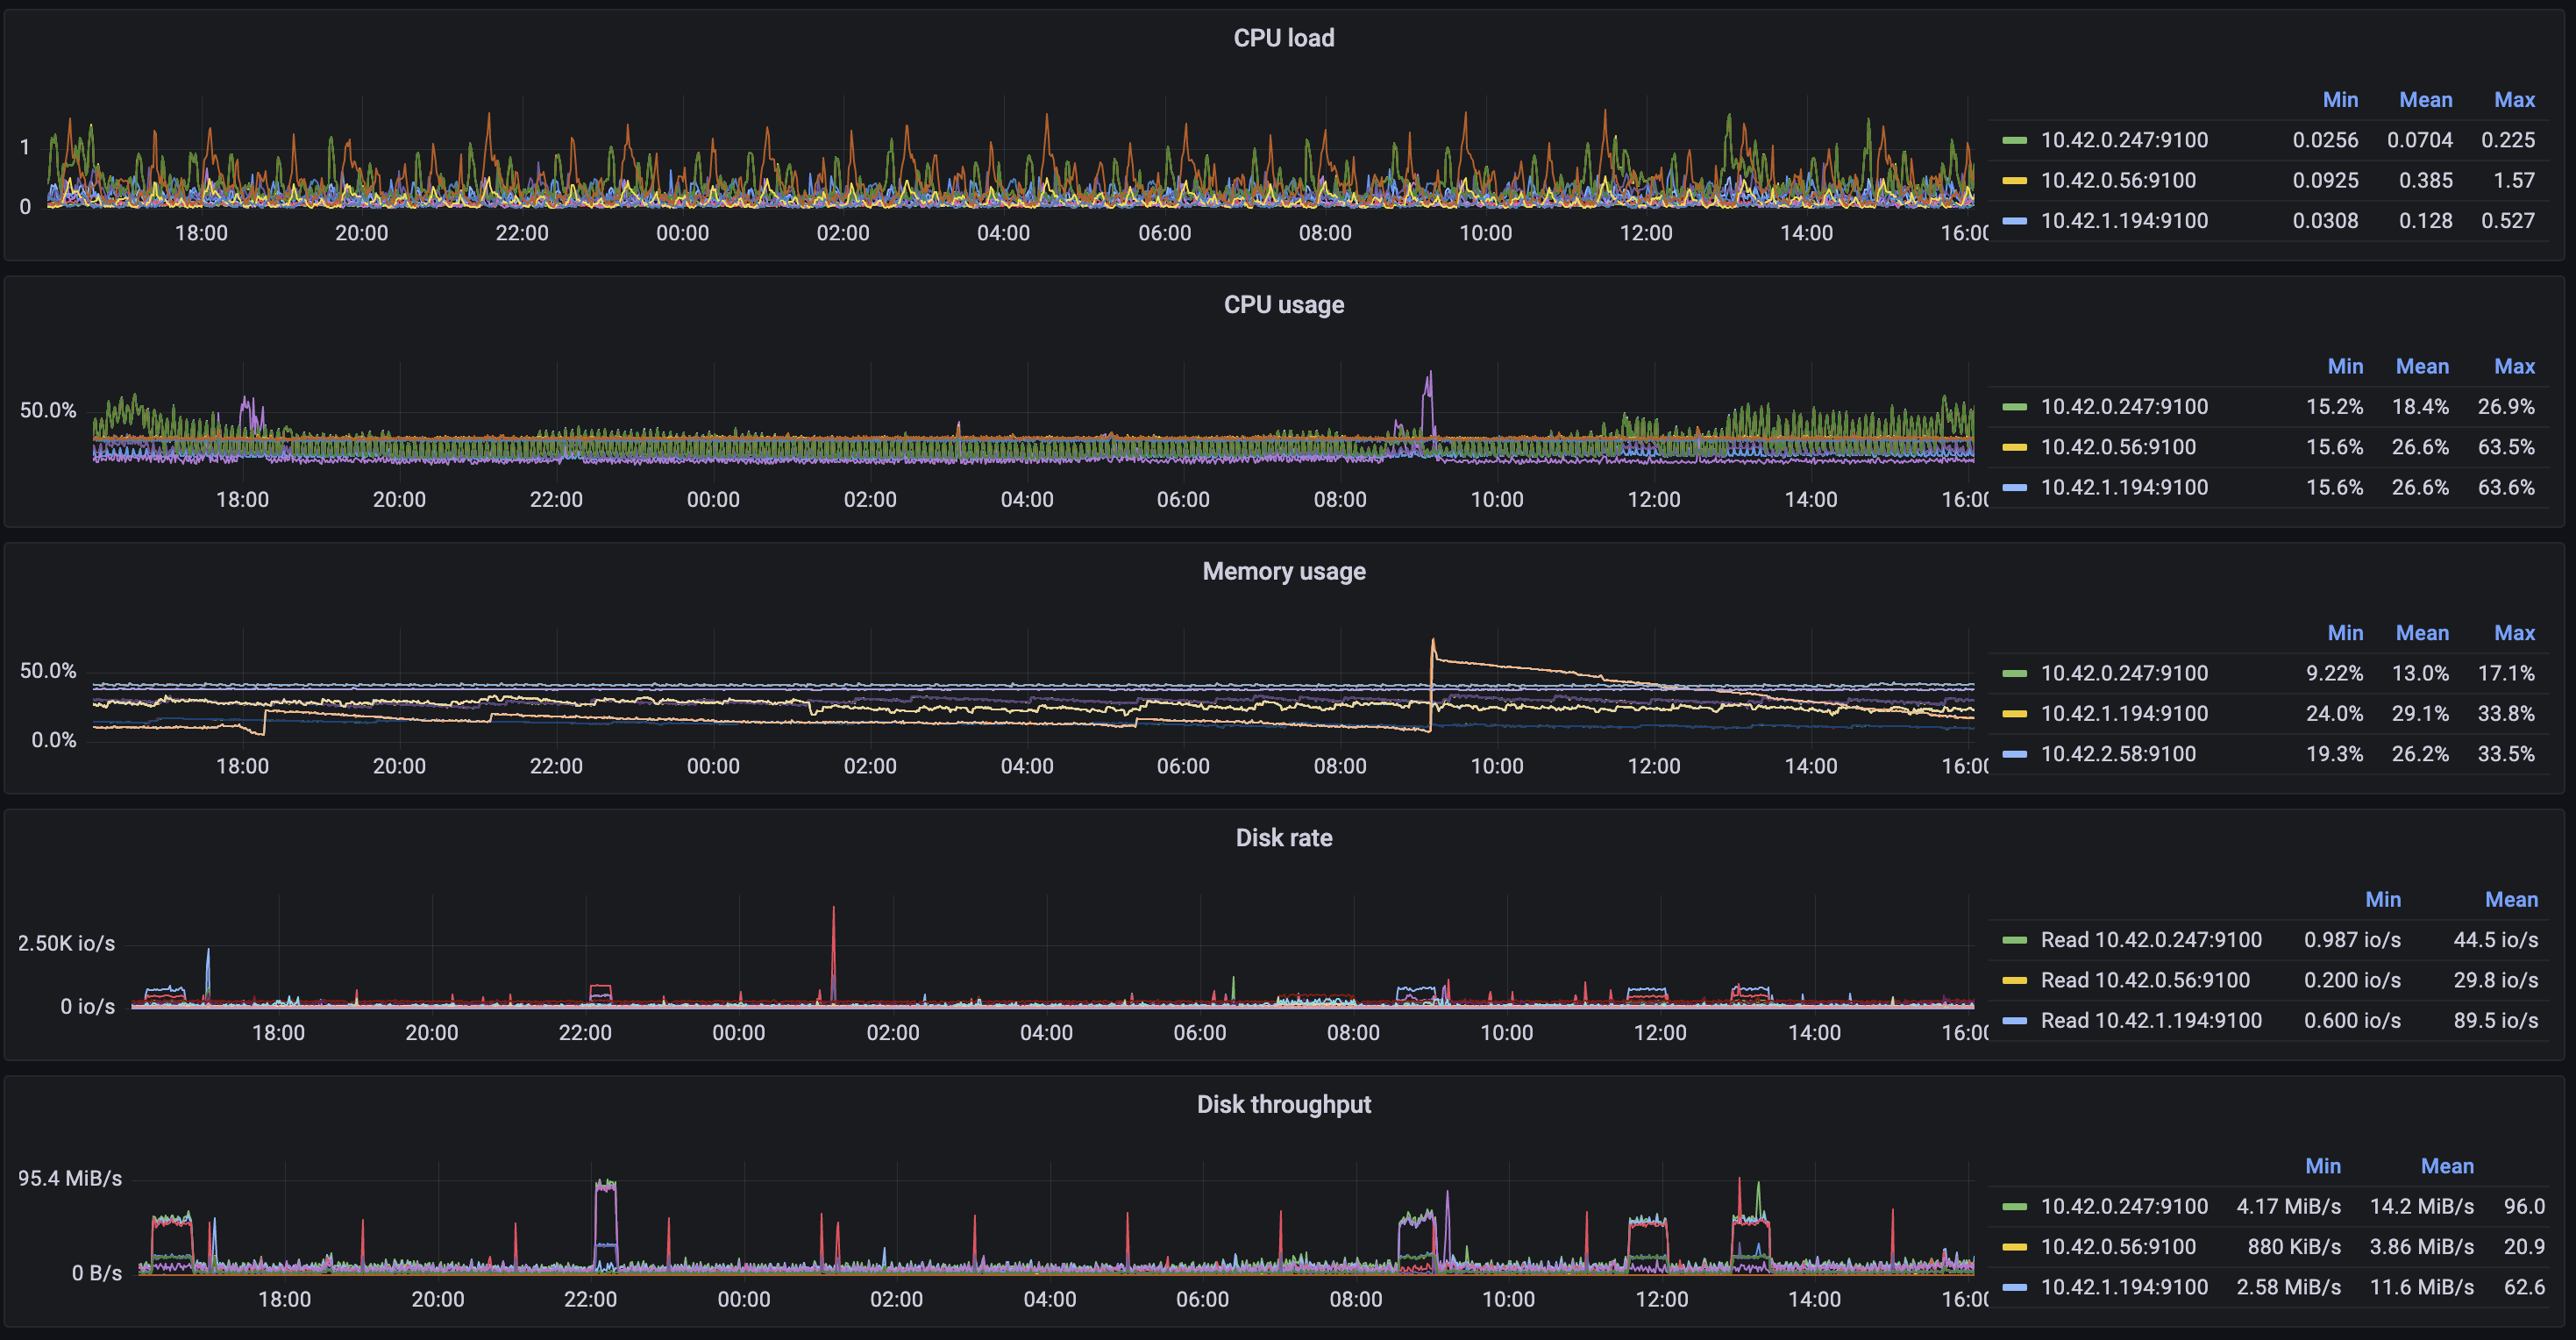 CPU load
Min Mean Max
1
0
18:00 20:00 22:00 00:00 02:00 04:00 06:00 08:00 10:00 12:00 14:00 16:00
10.42.0.247:9100 0.0256 0.0704 0.225
10.42.0.56:9100 0.0925 0.385 1.57
10.42.1.194:9100 0.0308 0.128 0.527
CPU usage
Min Mean Max
50.0%
18:00 20:00 22:00 00:00 02:00 04:00 06:00 08:00 10:00 12:00 14:00 16:00
10.42.0.247:9100 15.2% 18.4% 26.9%
10.42.0.56:9100 15.6% 26.6% 63.5%
10.42.1.194:9100 15.6% 26.6% 63.6%
Memory usage
Min Mean Max
50.0%
0.0%
18:00 20:00 22:00 00:00 02:00 04:00 06:00 08:00 10:00 12:00 14:00 16:00
10.42.0.247:9100 9.22% 13.0% 17.1%
10.42.1.194:9100 24.0% 29.1% 33.8%
10.42.2.58:9100 19.3% 26.2% 33.5%
Disk rate
Min Mean
2.50K io/s
0 io/s
18:00 20:00 22:00 00:00 02:00 04:00 06:00 08:00 10:00 12:00 14:00 16:00
Read 10.42.0.247:9100 0.987 io/s 44.5 io/s
Read 10.42.0.56:9100 0.200 io/s 29.8 io/s
Read 10.42.1.194:9100 0.600 io/s 89.5 io/s
Disk throughput
Min Mean
95.4 MiB/s
0 B/s
18:00 20:00 22:00 00:00 02:00 04:00 06:00 08:00 10:00 12:00 14:00 16:00
10.42.0.247:9100 4.17 MiB/s 14.2 MiB/s 96.0
10.42.0.56:9100 880 KiB/s 3.86 MiB/s 20.9
10.42.1.194:9100 2.58 MiB/s 11.6 MiB/s 62.6